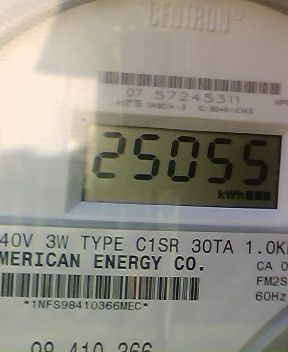 CENTRON®
07 57245311
25055
kWh
40V 3W TYPE C1SR 30TA 1.0K
MERICAN ENERGY CO.
CA 0
FM2S
60Hz
*1NFS98410366MEC*
98 410 366